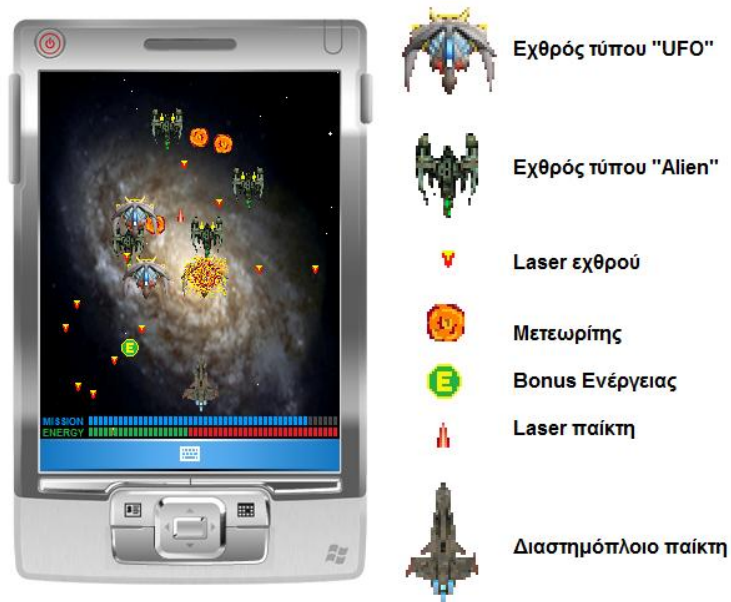 MISSION
ENERGY
E
Εχθρός τύπου "UFO"
Εχθρός τύπου "Alien"
Laser εχθρού
Μετεωρίτης
E
Bonus Ενέργειας
Laser παίκτη
Διαστημόπλοιο παίκτη